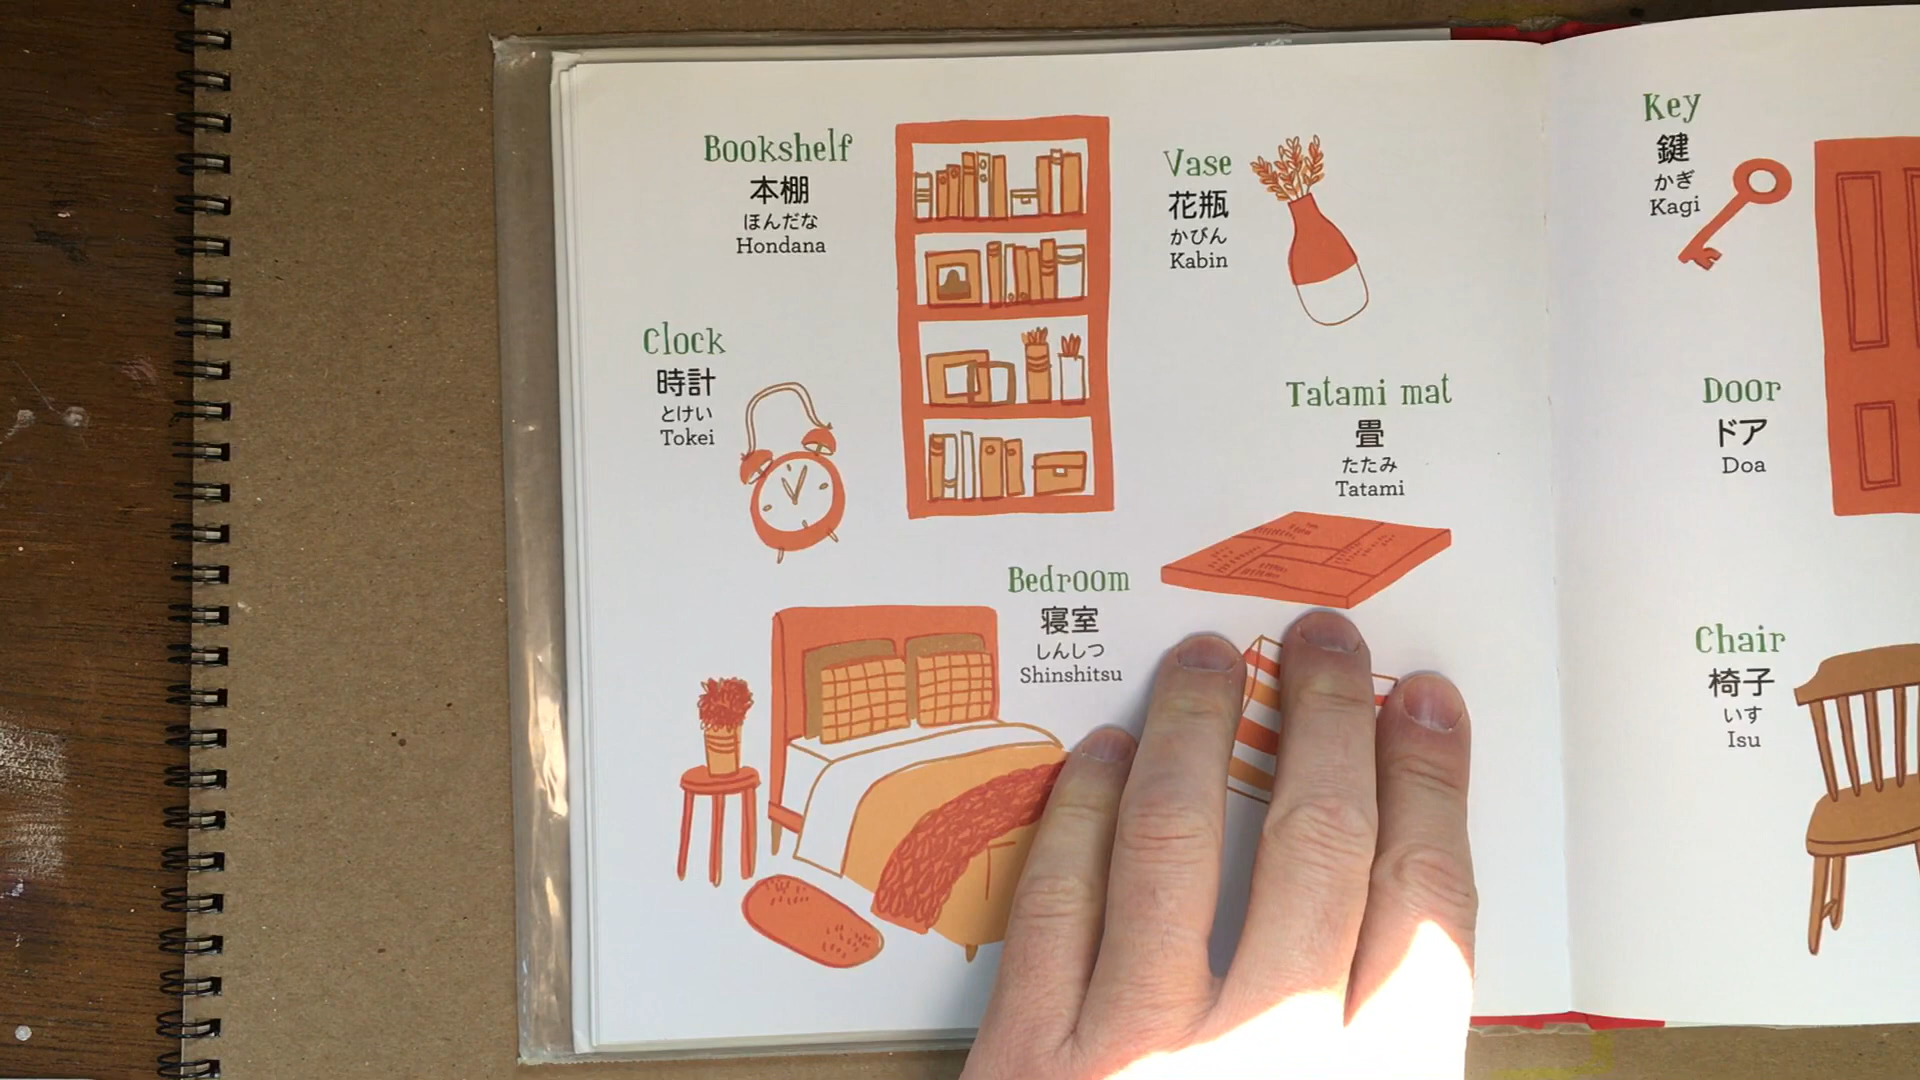 Bookshelf
本棚
ほんだな
Hondana
Vase
花瓶
かびん
Kabin
Clock
時計
とけい
Tokei
Tatami mat
畳
たたみ
Tatami
Bedroom
寝室
しんしつ
Shinshitsu
Key
鍵
かぎ
Kagi
Door
ドア
Doa
Chair
椅子
いす
Isu